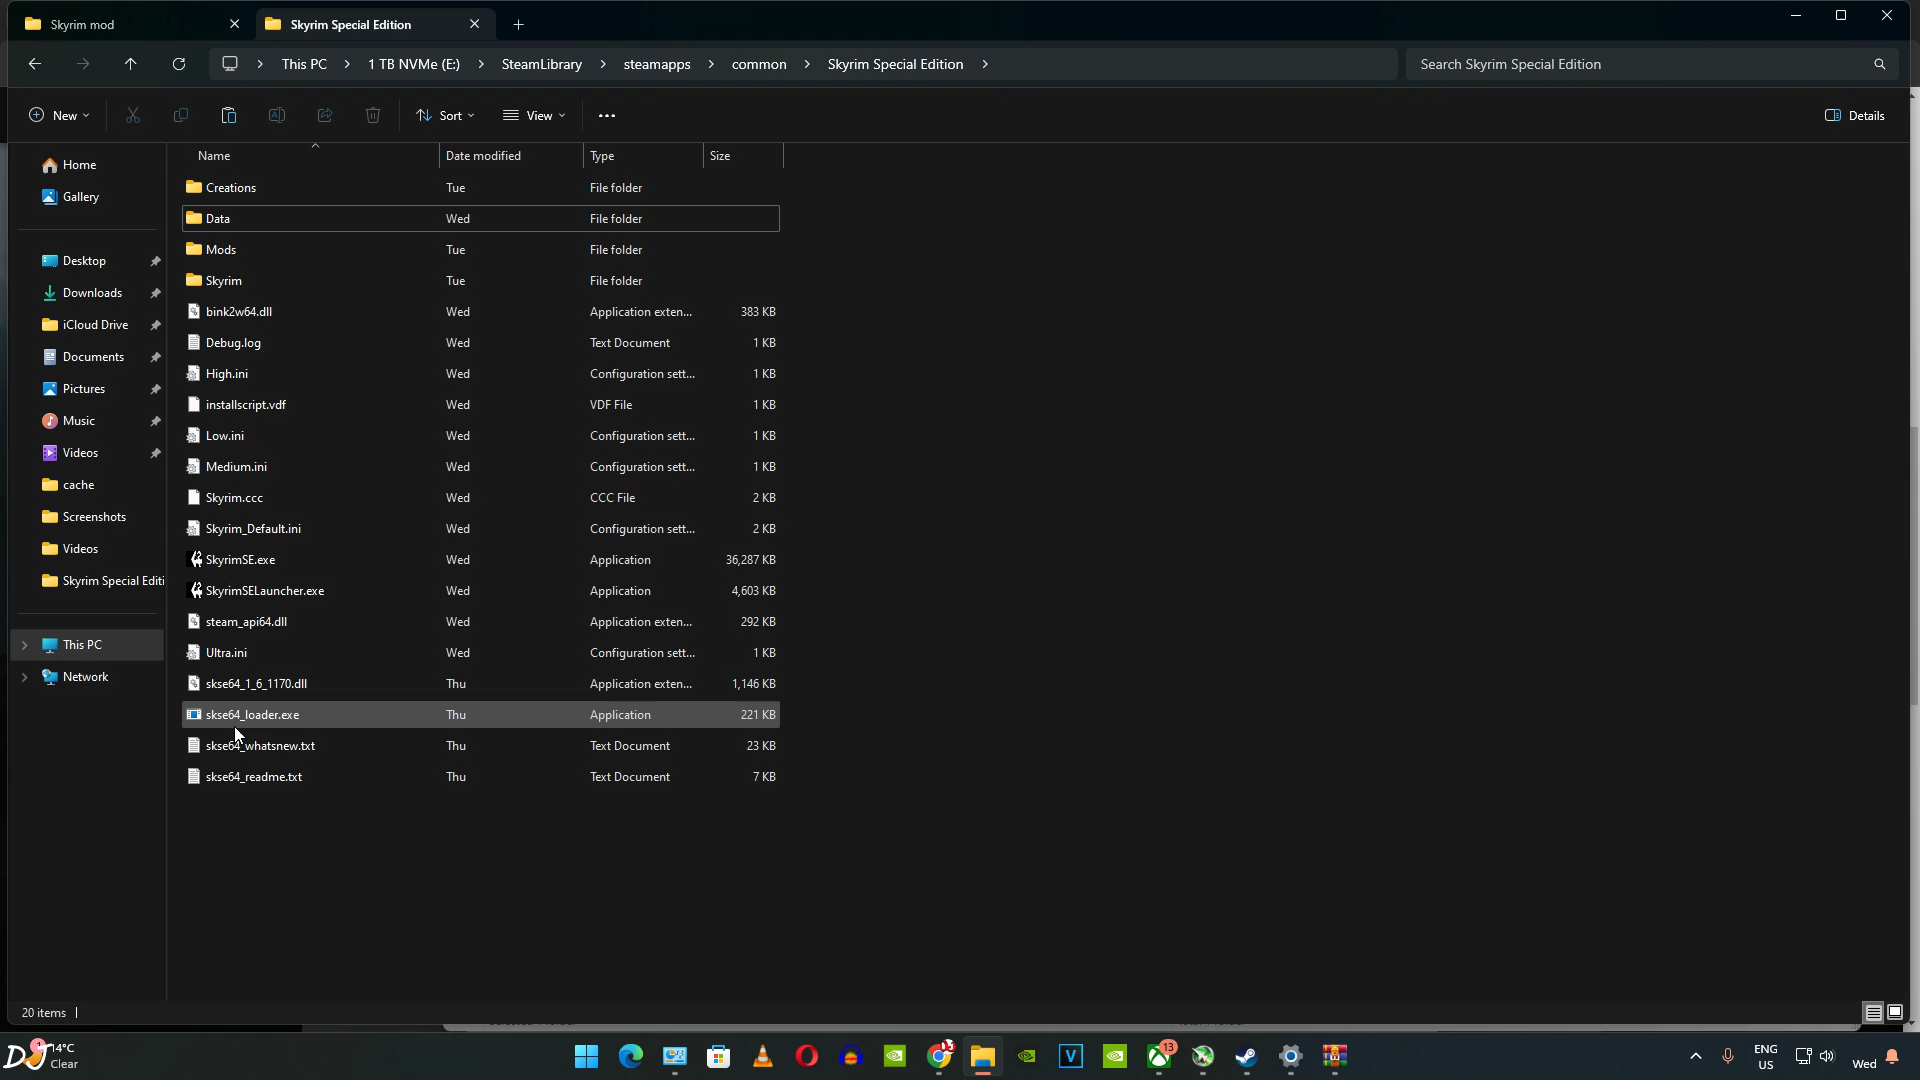 Skyrim mod
Skyrim Special Edition
This PC > 1 TB NVMe (E:) > SteamLibrary > steamapps > common > Skyrim Special Edition >
Search Skyrim Special Edition
New
Sort
View
Details
Home
Gallery
Desktop
Downloads
iCloud Drive
Documents
Pictures
Music
Videos
cache
Screenshots
Videos
Skyrim Special Editi
This PC
Network
Name Date modified Type Size
Creations Tue File folder
Data Wed File folder
Mods Tue File folder
Skyrim Tue File folder
bink2w64.dll Wed Application exten... 383 KB
Debug.log Wed Text Document 1 KB
High.ini Wed Configuration sett... 1 KB
installscript.vdf Wed VDF File 1 KB
Low.ini Wed Configuration sett... 1 KB
Medium.ini Wed Configuration sett... 1 KB
Skyrim.ccc Wed CCC File 2 KB
Skyrim_Default.ini Wed Configuration sett... 2 KB
SkyrimSE.exe Wed Application 36,287 KB
SkyrimSELauncher.exe Wed Application 4,603 KB
steam_api64.dll Wed Application exten... 292 KB
Ultra.ini Wed Configuration sett... 1 KB
skse64_1_6_1170.dll Thu Application exten... 1,146 KB
skse64_loader.exe Thu Application 221 KB
skse64_whatsnew.txt Thu Text Document 23 KB
skse64_readme.txt Thu Text Document 7 KB
20 items
DJ
14°C
Clear
V
13
ENG
US
Wed